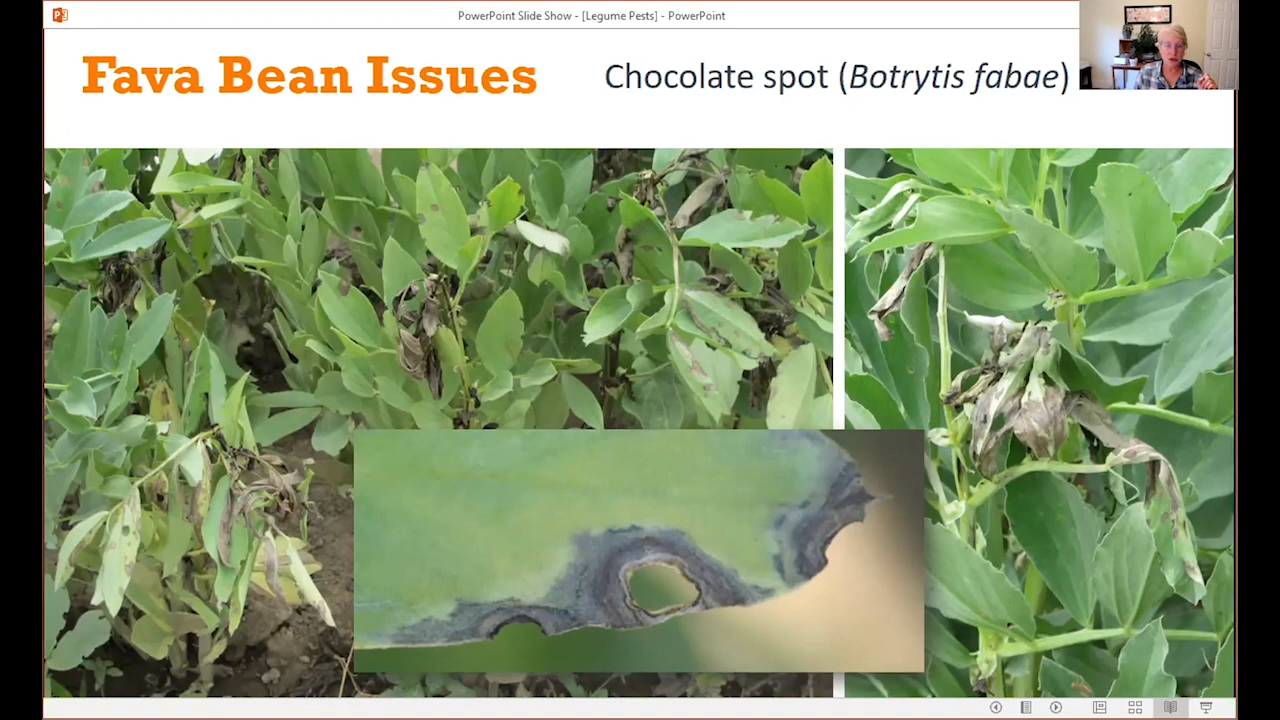 PowerPoint Slide Show - [Legume Pests] - PowerPoint
Fava Bean Issues
Chocolate spot (Botrytis fabae)